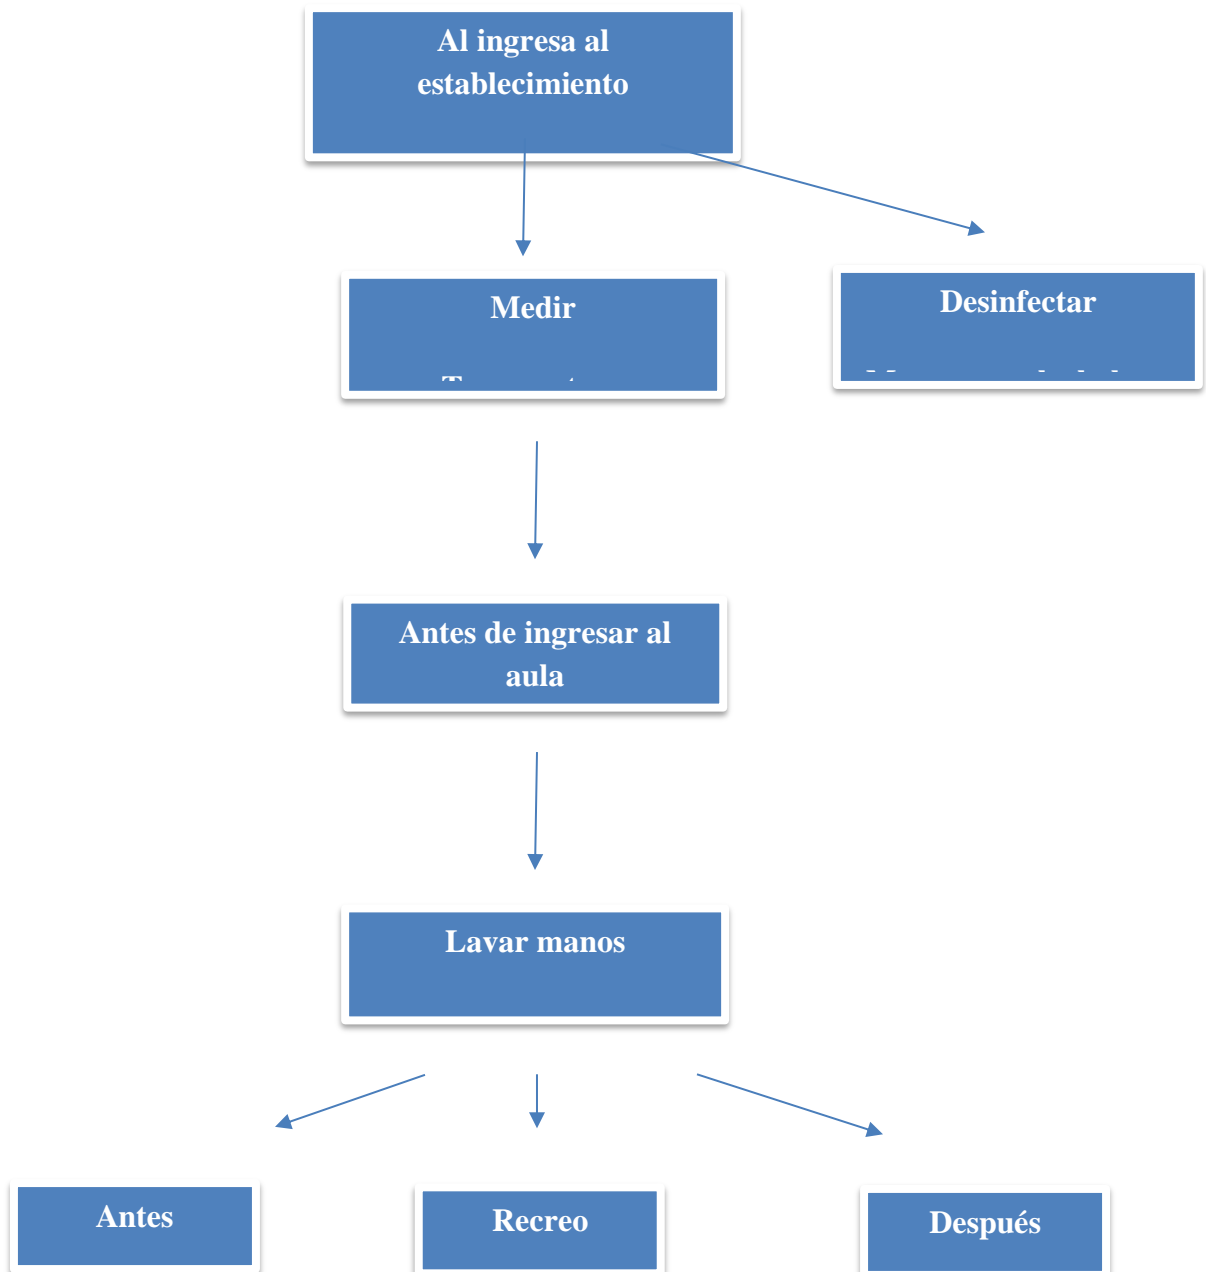 Al ingresa al
establecimiento
Medir
Desinfectar
Antes de ingresar al
aula
Lavar manos
Antes
Recreo
Después